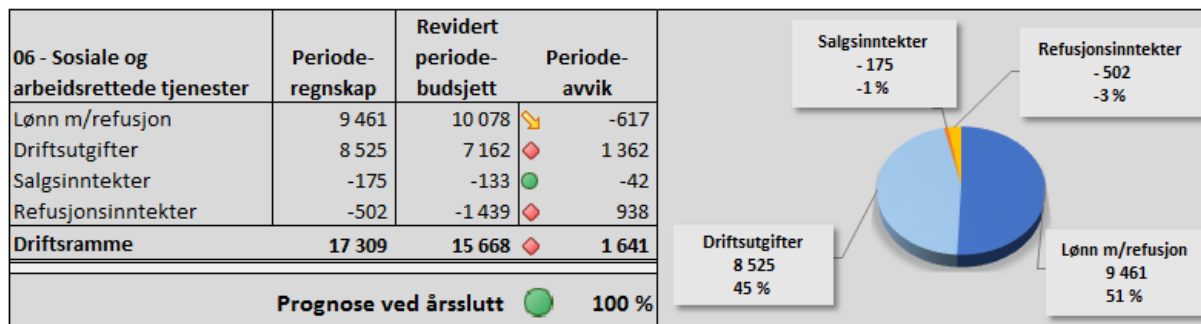 06 - Sosiale og arbeidsrettede tjenester Periode-regnskap Revidert periode-budsjett Periode-avvik
Lønn m/refusjon 9 461 10 078 -617
Driftsutgifter 8 525 7 162 1 362
Salgsinntekter -175 -133 -42
Refusjonsinntekter -502 -1 439 938
Driftsramme 17 309 15 668 1 641
Prognose ved årsslutt 100 %
Salgsinntekter
- 175
-1 %
Refusjonsinntekter
- 502
-3 %
Driftsutgifter
8 525
45 %
Lønn m/refusjon
9 461
51 %